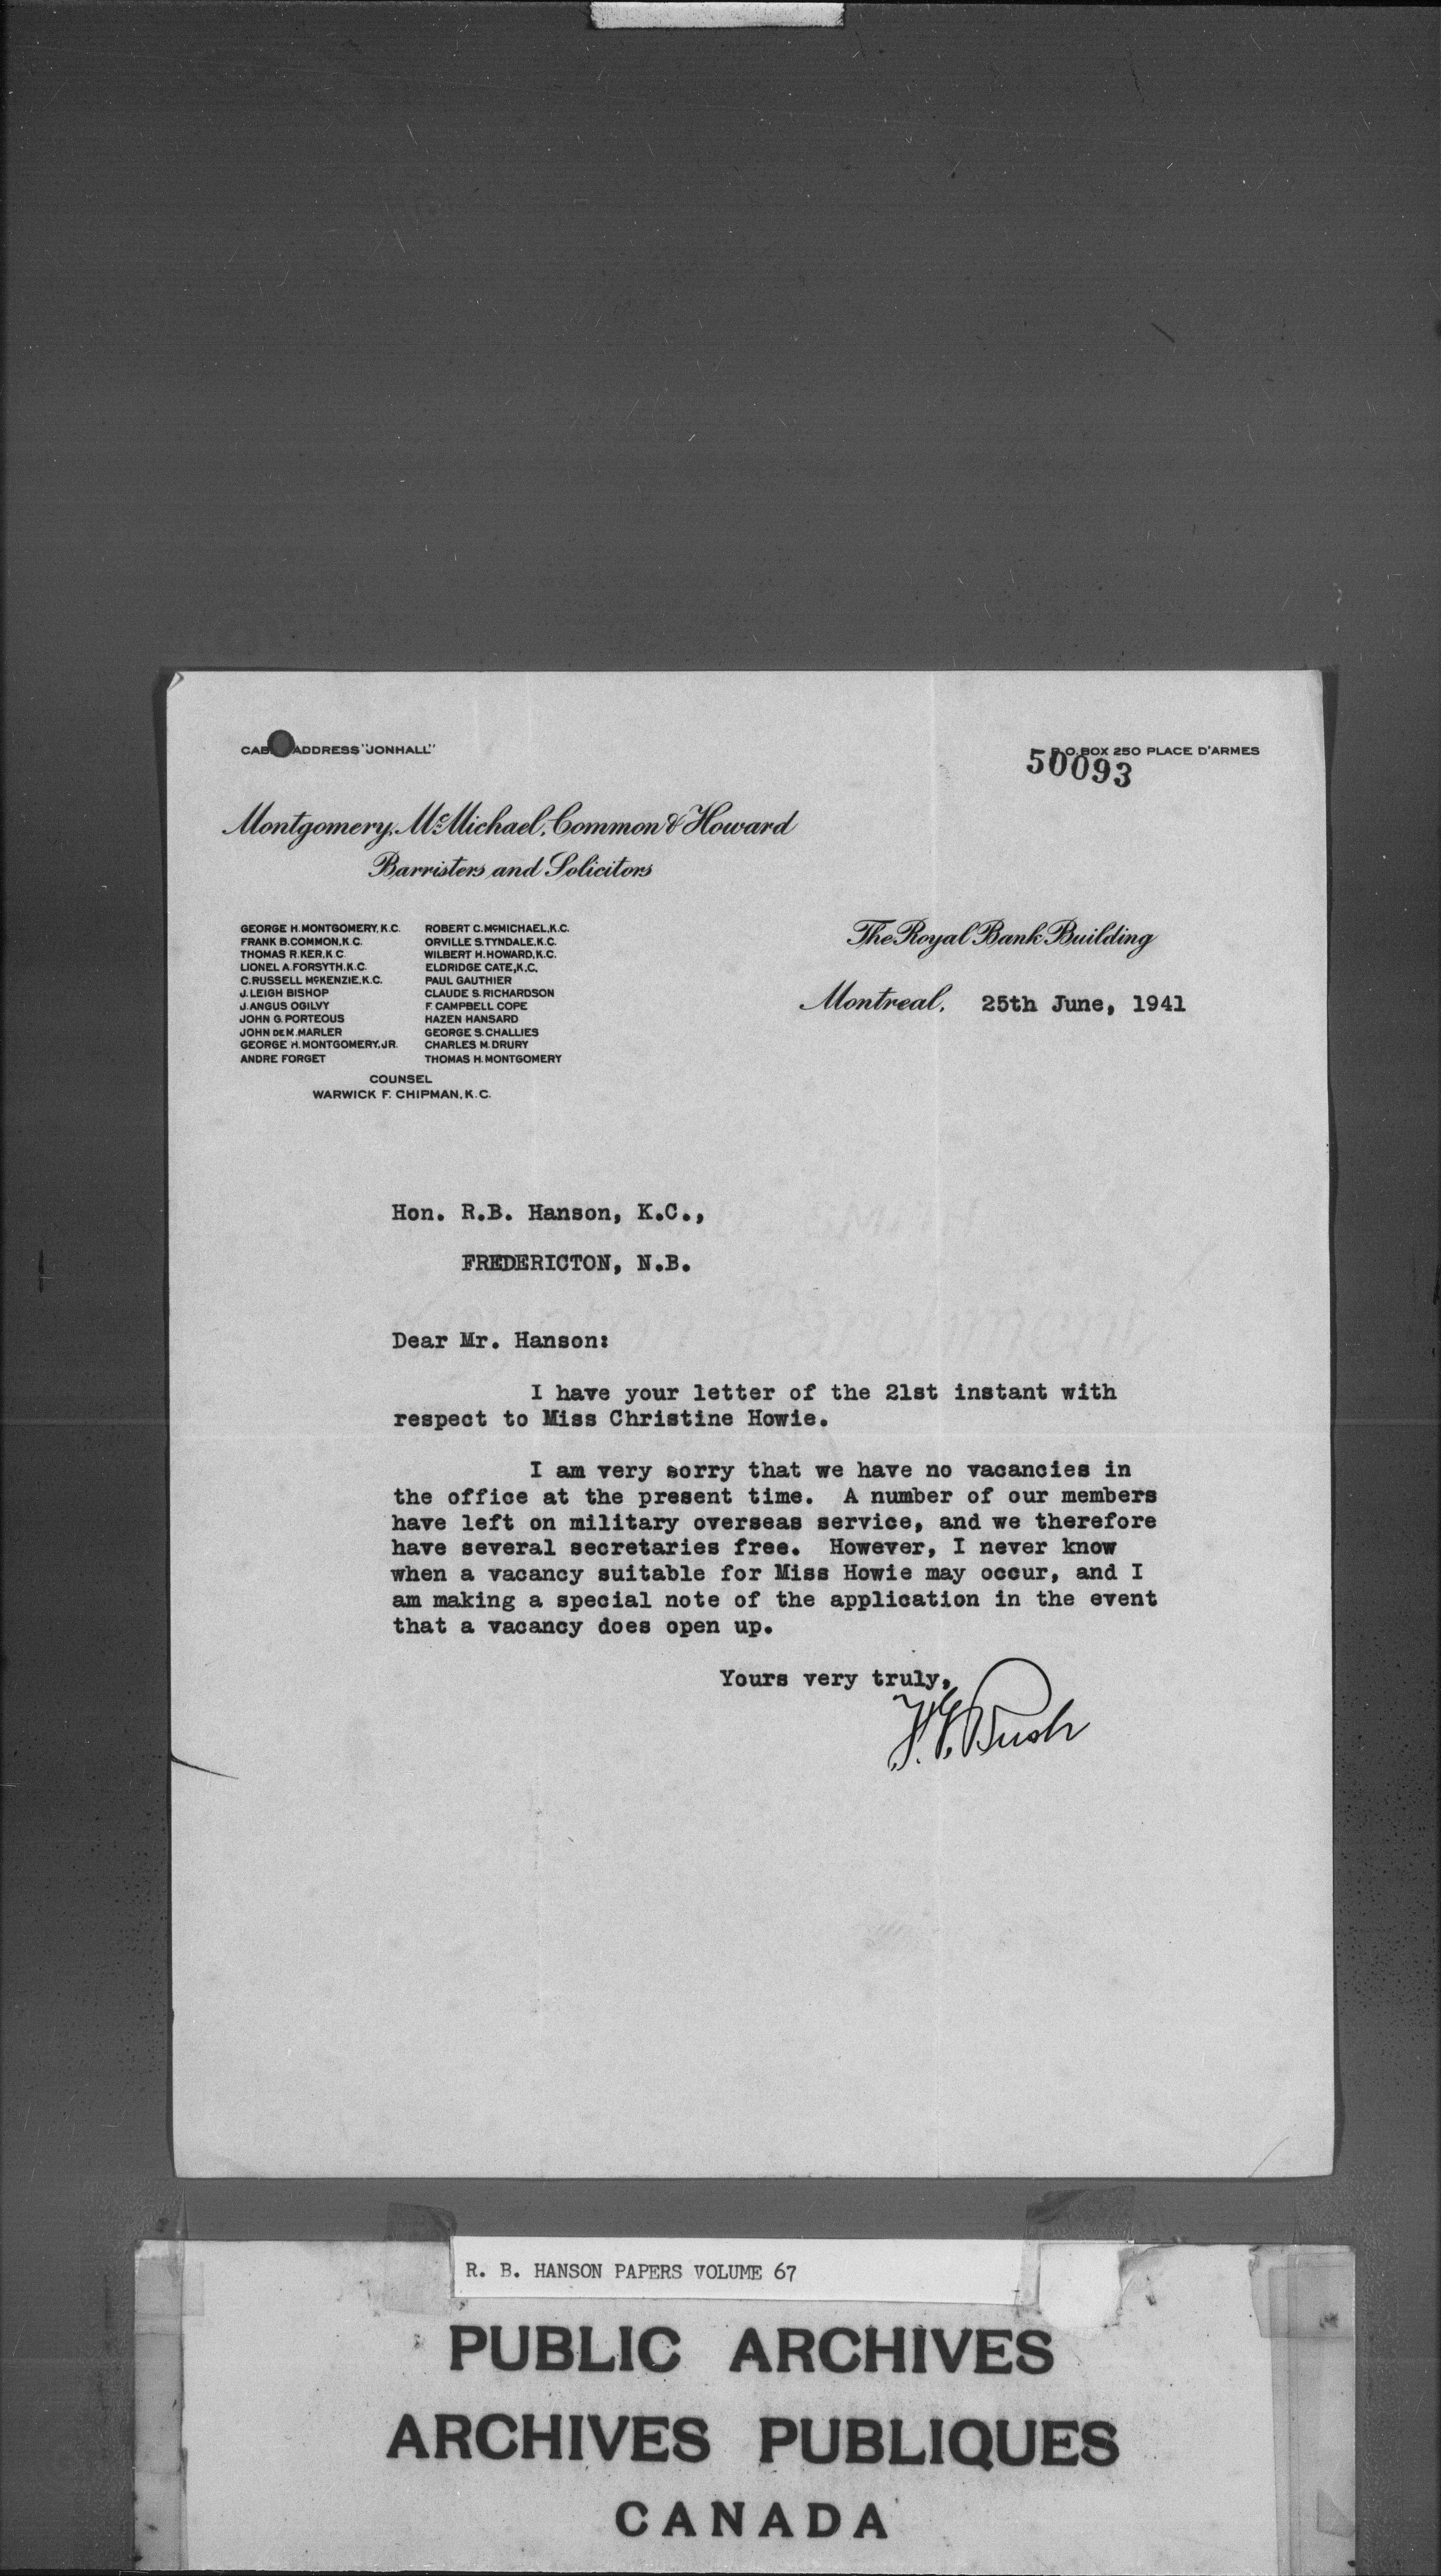 CABLE ADDRESS "JONHALL"
P.O. BOX 250 PLACE D'ARMES
50093
Montgomery, McMichael, Common & Howard
Barristers and Solicitors
GEORGE H. MONTGOMERY, K.C. ROBERT C. McMICHAEL, K.C.
FRANK B. COMMON, K.C. ORVILLE S. TYNDALE, K.C.
THOMAS R. KER, K.C. WILBERT H. HOWARD, K.C.
LIONEL A. FORSYTH, K.C. ELDRIDGE CATE, K.C.
C. RUSSELL McKENZIE, K.C. PAUL GAUTHIER
J. LEIGH BISHOP CLAUDE S. RICHARDSON
J. ANGUS OGILVY F. CAMPBELL COPE
JOHN G. PORTEOUS HAZEN HANSARD
JOHN DE M. MARLER GEORGE S. CHALLIES
GEORGE H. MONTGOMERY, JR. CHARLES M. DRURY
ANDRE FORGET THOMAS H. MONTGOMERY
COUNSEL
WARWICK F. CHIPMAN, K.C.
The Royal Bank Building
Montreal, 25th June, 1941
Hon. R.B. Hanson, K.C.,
FREDERICTON, N.B.
Dear Mr. Hanson:
I have your letter of the 21st instant with
respect to Miss Christine Howie.
I am very sorry that we have no vacancies in
the office at the present time. A number of our members
have left on military overseas service, and we therefore
have several secretaries free. However, I never know
when a vacancy suitable for Miss Howie may occur, and I
am making a special note of the application in the event
that a vacancy does open up.
Yours very truly,
Bush
R. B. HANSON PAPERS VOLUME 67
PUBLIC ARCHIVES
ARCHIVES PUBLIQUES
CANADA